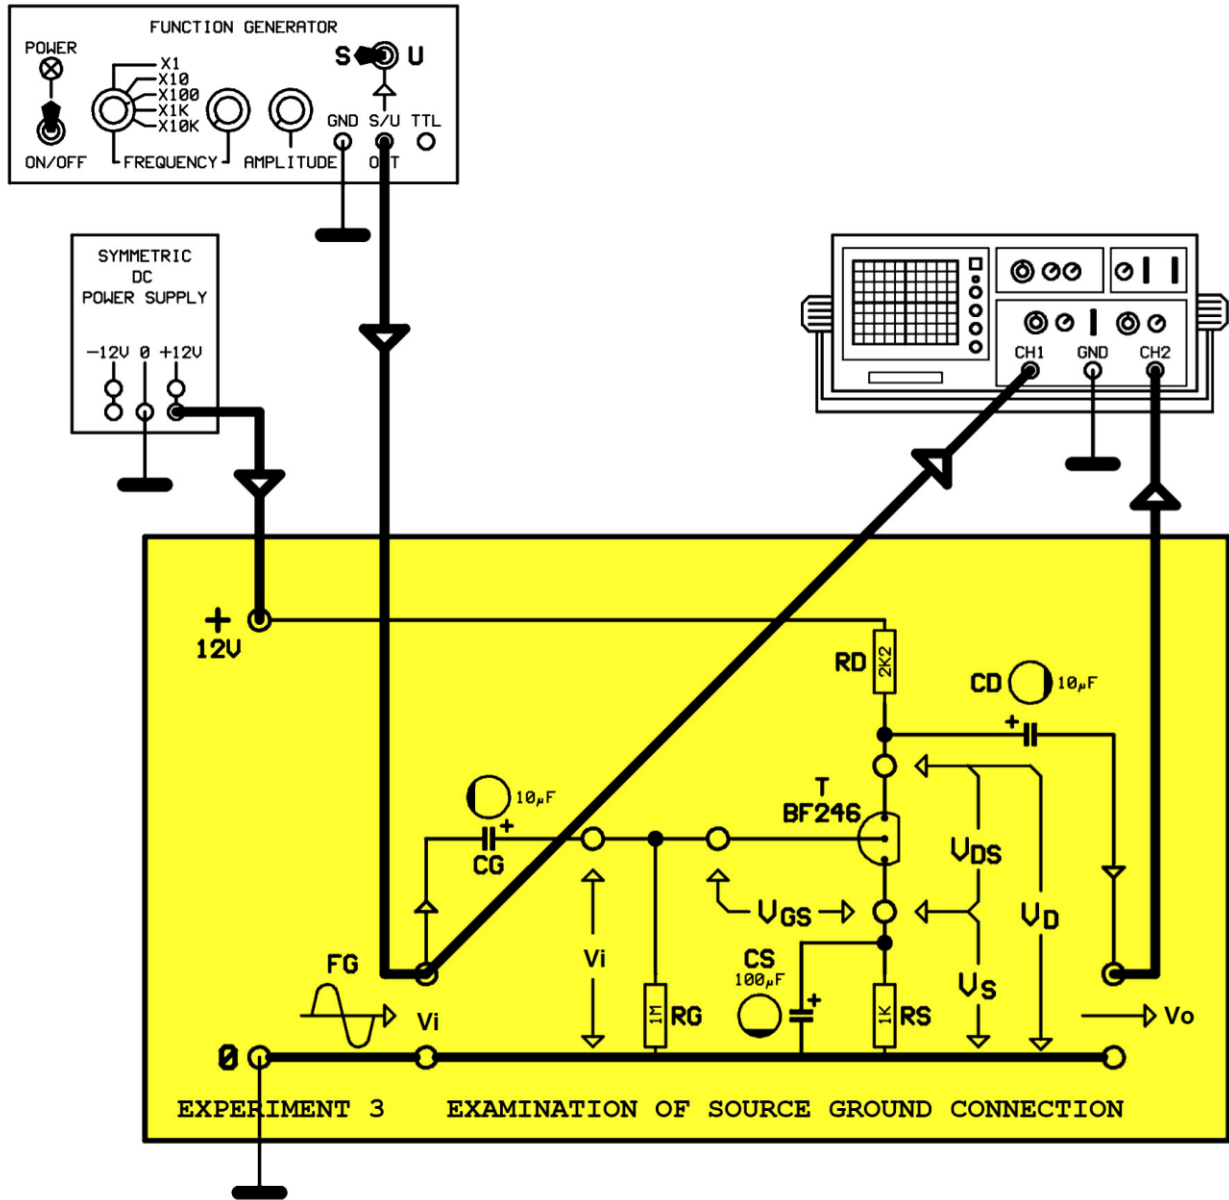 FUNCTION GENERATOR
POWER
S U
X1
X10
X100
X1K
X10K
GND S/U TTL
ON/OFF FREQUENCY AMPLITUDE OUT
SYMMETRIC
DC
POWER SUPPLY
-12V 0 +12V
CH1 GND CH2
+
12V
RD 2K2
CD 10µF
+
T
BF246
10µF
+
CG
VDS
VGS
VD
FG
Vi
Vi
CS
100µF
+
1M RG
1K RS
VS
Vo
0
EXPERIMENT 3 EXAMINATION OF SOURCE GROUND CONNECTION